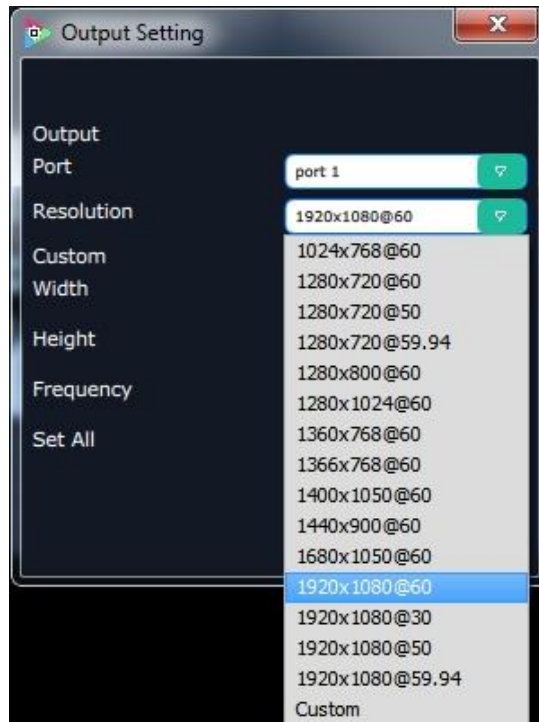 Output Setting
Output
Port
port 1
Resolution
1920x1080@60
Custom
Width
Height
Frequency
Set All
1024x768@60
1280x720@60
1280x720@50
1280x720@59.94
1280x800@60
1280x1024@60
1360x768@60
1366x768@60
1400x1050@60
1440x900@60
1680x1050@60
1920x1080@60
1920x1080@30
1920x1080@50
1920x1080@59.94
Custom